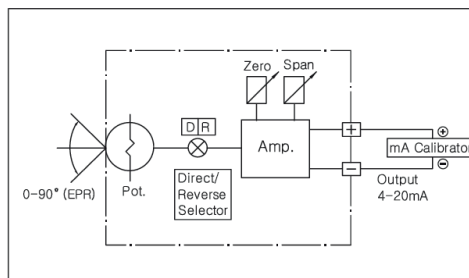 Zero Span
D R
+
⊕
Amp.
mA Calibrator
−
⊖
0-90° (EPR)
Pot.
Direct/
Reverse
Selector
Output
4-20mA